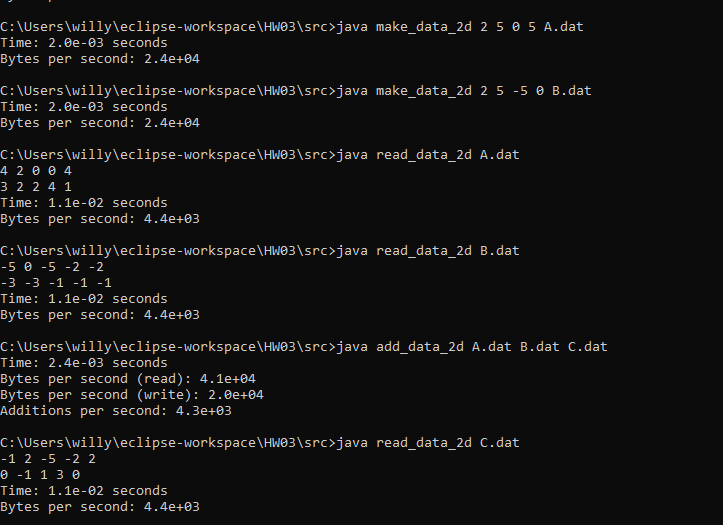 C:\Users\willy\eclipse-workspace\HW03\src>java make_data_2d 2 5 0 5 A.dat
Time: 2.0e-03 seconds
Bytes per second: 2.4e+04
C:\Users\willy\eclipse-workspace\HW03\src>java make_data_2d 2 5 -5 0 B.dat
Time: 2.0e-03 seconds
Bytes per second: 2.4e+04
C:\Users\willy\eclipse-workspace\HW03\src>java read_data_2d A.dat
4 2 0 0 4
3 2 2 4 1
Time: 1.1e-02 seconds
Bytes per second: 4.4e+03
C:\Users\willy\eclipse-workspace\HW03\src>java read_data_2d B.dat
-5 0 -5 -2 -2
-3 -3 -1 -1 -1
Time: 1.1e-02 seconds
Bytes per second: 4.4e+03
C:\Users\willy\eclipse-workspace\HW03\src>java add_data_2d A.dat B.dat C.dat
Time: 2.4e-03 seconds
Bytes per second (read): 4.1e+04
Bytes per second (write): 2.0e+04
Additions per second: 4.3e+03
C:\Users\willy\eclipse-workspace\HW03\src>java read_data_2d C.dat
-1 2 -5 -2 2
0 -1 1 3 0
Time: 1.1e-02 seconds
Bytes per second: 4.4e+03